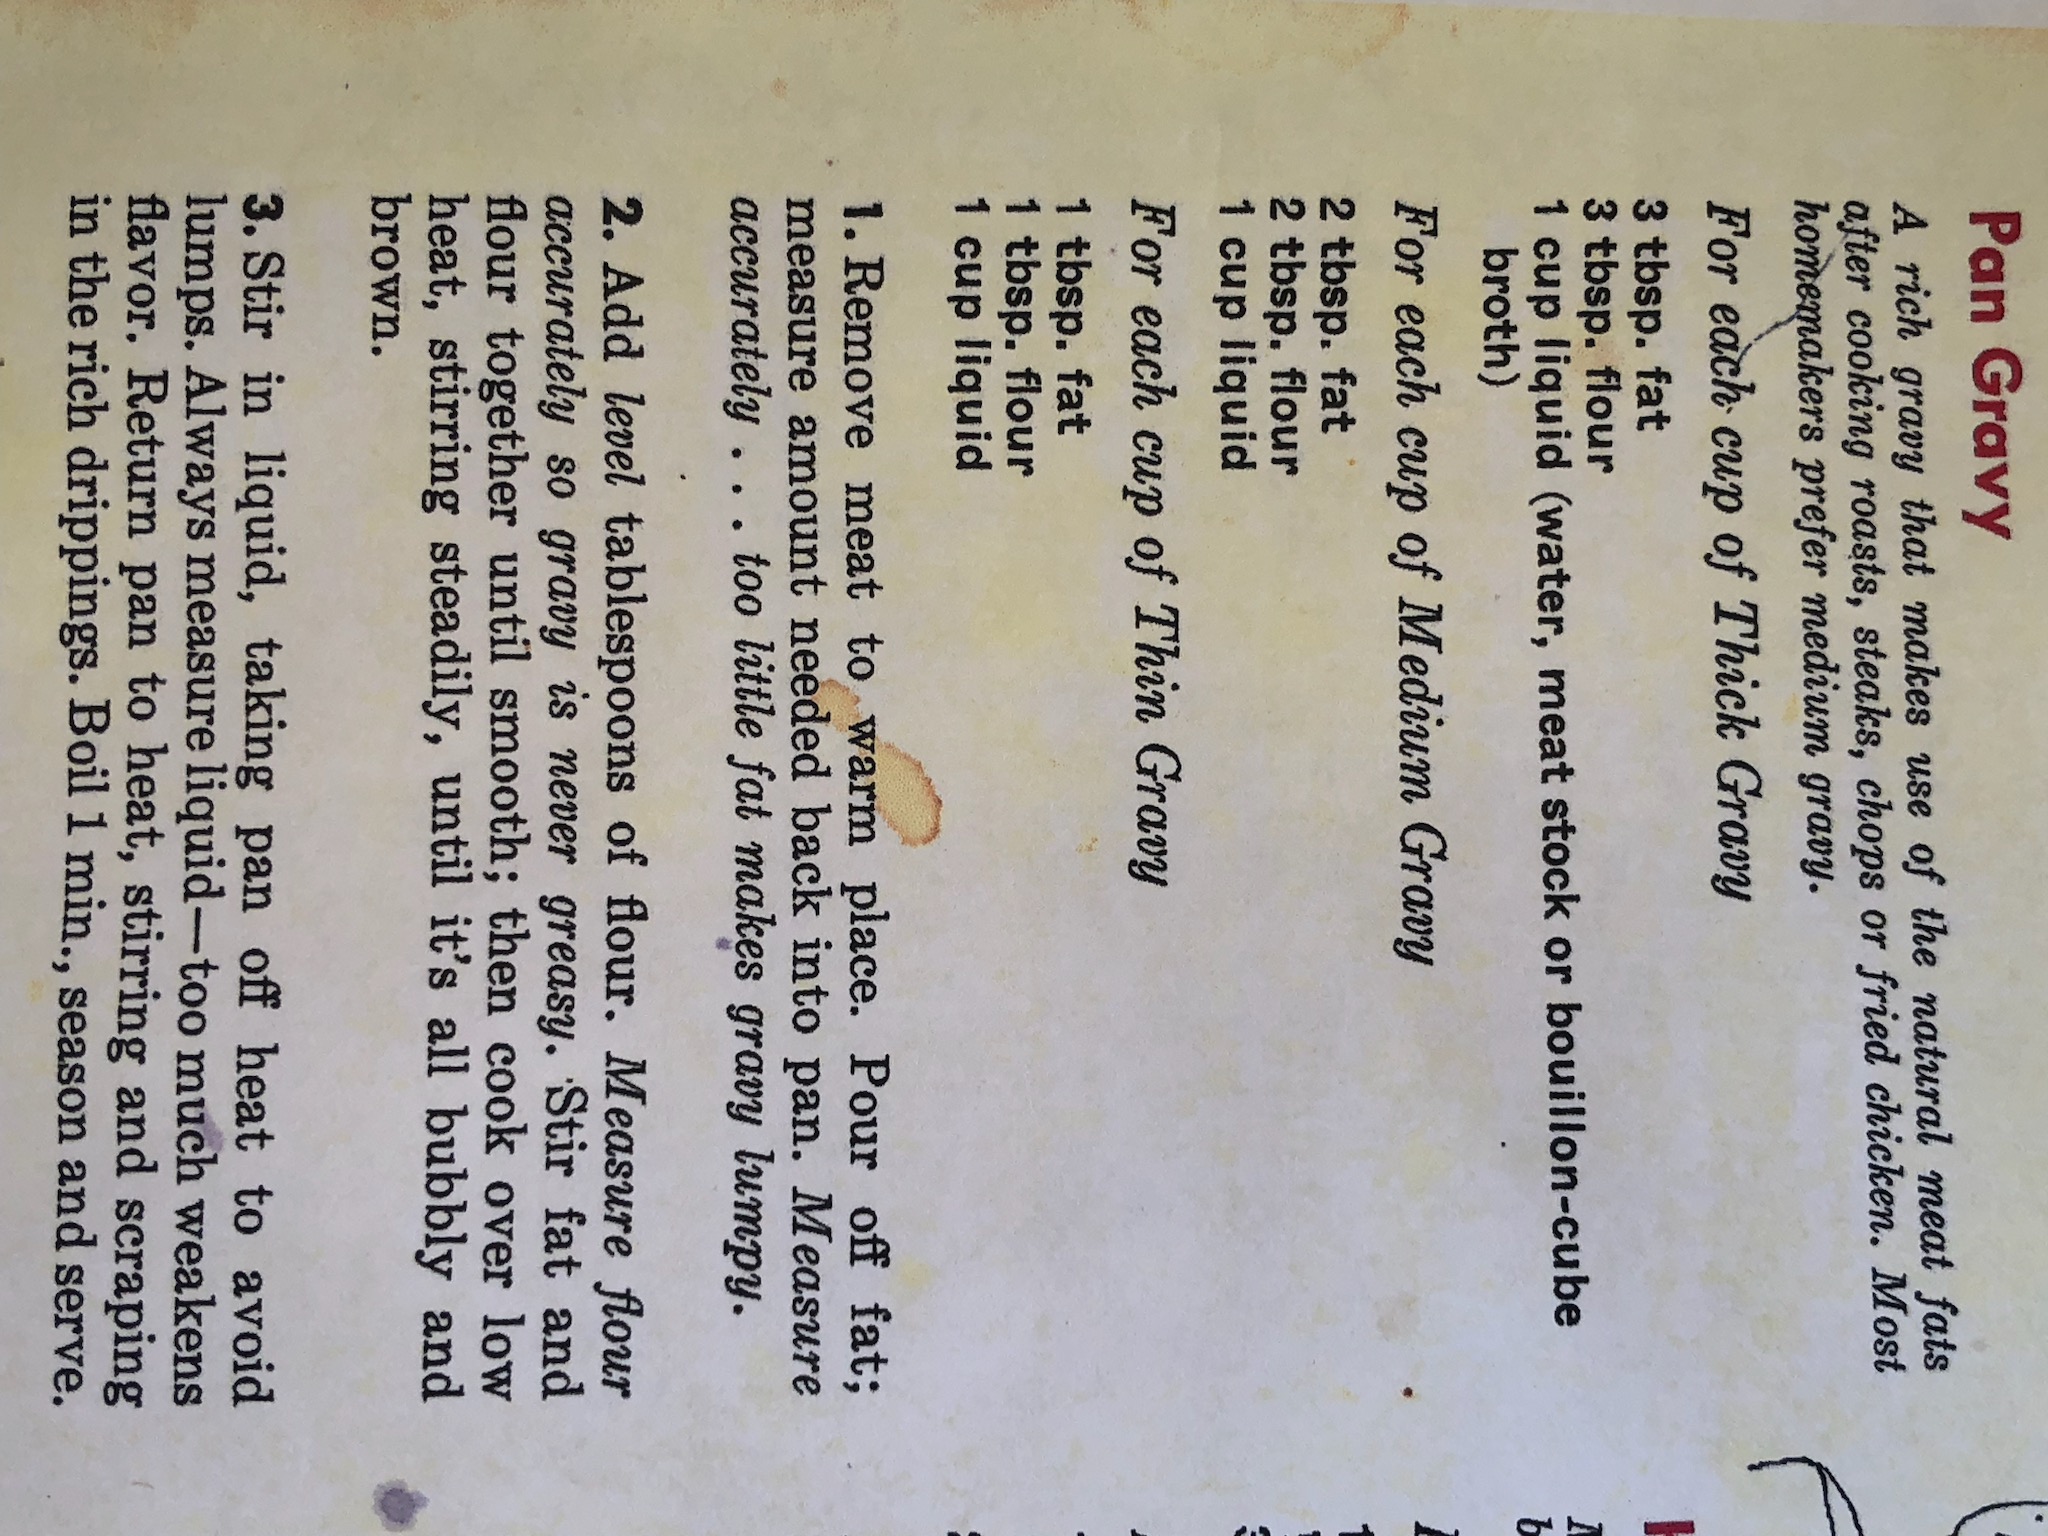 Pan Gravy
A rich gravy that makes use of the natural meat fats
after cooking roasts, steaks, chops or fried chicken. Most
homemakers prefer medium gravy.
For each cup of Thick Gravy
3 tbsp. fat
3 tbsp. flour
1 cup liquid (water, meat stock or bouillon-cube
broth)
For each cup of Medium Gravy
2 tbsp. fat
2 tbsp. flour
1 cup liquid
For each cup of Thin Gravy
1 tbsp. fat
1 tbsp. flour
1 cup liquid
1. Remove meat to warm place. Pour off fat;
measure amount needed back into pan. Measure
accurately . . . too little fat makes gravy lumpy.
2. Add level tablespoons of flour. Measure flour
accurately so gravy is never greasy. Stir fat and
flour together until smooth; then cook over low
heat, stirring steadily, until it's all bubbly and
brown.
3. Stir in liquid, taking pan off heat to avoid
lumps. Always measure liquid—too much weakens
flavor. Return pan to heat, stirring and scraping
in the rich drippings. Boil 1 min., season and serve.